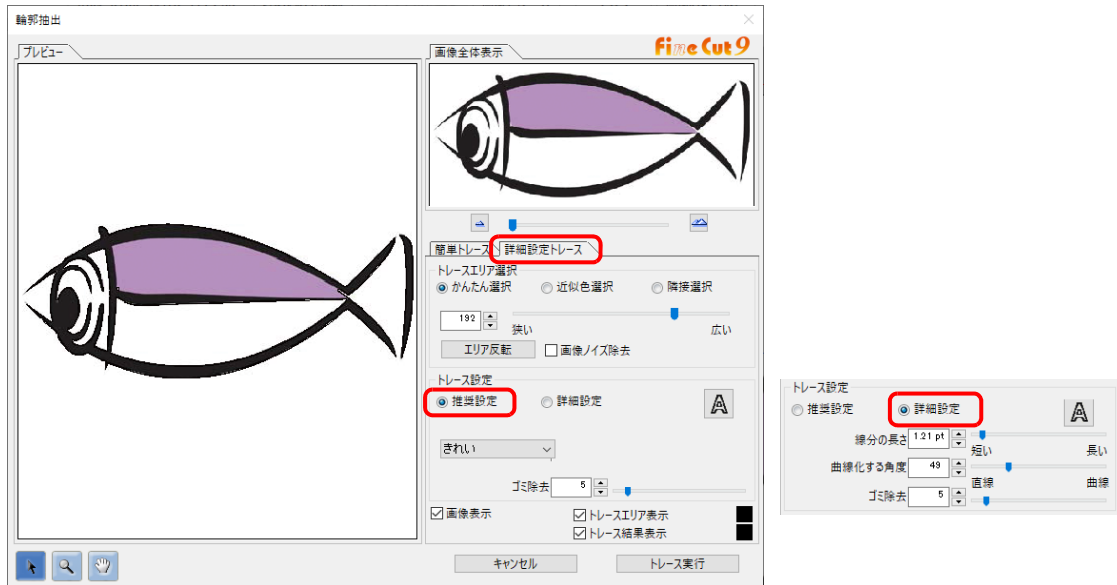 輪郭抽出
プレビュー
画像全体表示
FineCut9
簡単トレース 詳細設定トレース
トレースエリア選択
かんたん選択 近似色選択 隣接選択
192
狭い 広い
エリア反転 画像ノイズ除去
トレース設定
推奨設定 詳細設定 A
きれい
ゴミ除去 5
画像表示 トレースエリア表示
トレース結果表示
キャンセル トレース実行
トレース設定
推奨設定 詳細設定 A
線分の長さ 1.21 pt
短い 長い
曲線化する角度 49
直線 曲線
ゴミ除去 5